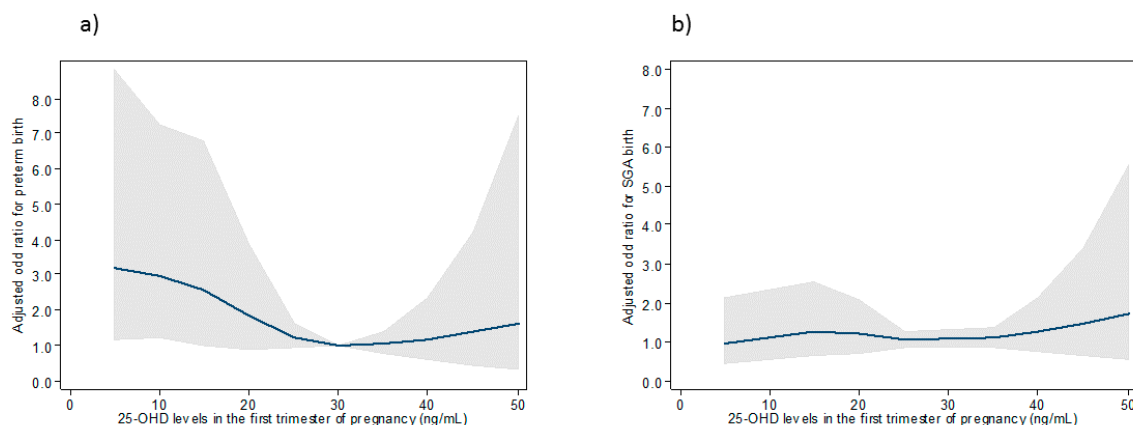 a)
Adjusted odd ratio for preterm birth
8.0
7.0
6.0
5.0
4.0
3.0
2.0
1.0
0.0
0 10 20 30 40 50
25-OHD levels in the first trimester of pregnancy (ng/mL)
b)
Adjusted odd ratio for SGA birth
8.0
7.0
6.0
5.0
4.0
3.0
2.0
1.0
0.0
0 10 20 30 40 50
25-OHD levels in the first trimester of pregnancy (ng/mL)